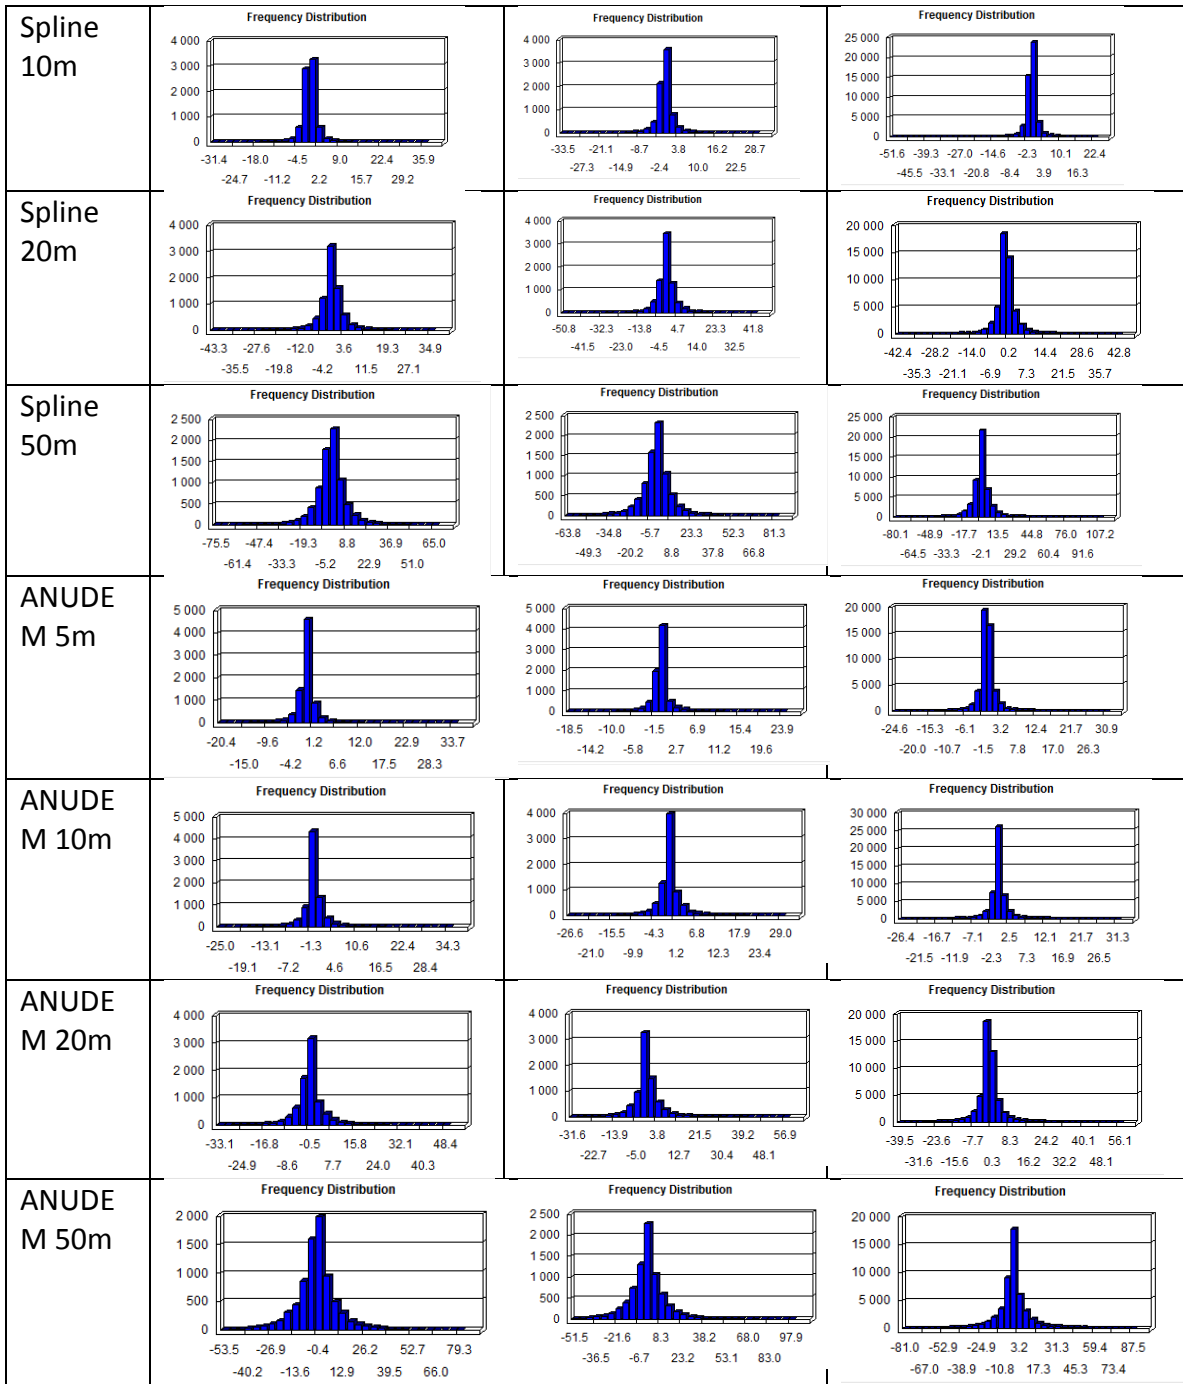 Spline
10m
Frequency Distribution
4 000
3 000
2 000
1 000
0
-31.4 -18.0 -4.5 9.0 22.4 35.9
-24.7 -11.2 2.2 15.7 29.2
Frequency Distribution
4 000
3 000
2 000
1 000
0
-33.5 -21.1 -8.7 3.8 16.2 28.7
-27.3 -14.9 -2.4 10.0 22.5
Frequency Distribution
25 000
20 000
15 000
10 000
5 000
0
-51.6 -39.3 -27.0 -14.6 -2.3 10.1 22.4
-45.5 -33.1 -20.8 -8.4 3.9 16.3
Spline
20m
Frequency Distribution
4 000
3 000
2 000
1 000
0
-43.3 -27.6 -12.0 3.6 19.3 34.9
-35.5 -19.8 -4.2 11.5 27.1
Frequency Distribution
4 000
3 000
2 000
1 000
0
-50.8 -32.3 -13.8 4.7 23.3 41.8
-41.5 -23.0 -4.5 14.0 32.5
Frequency Distribution
20 000
15 000
10 000
5 000
0
-42.4 -28.2 -14.0 0.2 14.4 28.6 42.8
-35.3 -21.1 -6.9 7.3 21.5 35.7
Spline
50m
Frequency Distribution
2 500
2 000
1 500
1 000
500
0
-75.5 -47.4 -19.3 8.8 36.9 65.0
-61.4 -33.3 -5.2 22.9 51.0
Frequency Distribution
2 500
2 000
1 500
1 000
500
0
-63.8 -34.8 -5.7 23.3 52.3 81.3
-49.3 -20.2 8.8 37.8 66.8
Frequency Distribution
25 000
20 000
15 000
10 000
5 000
0
-80.1 -48.9 -17.7 13.5 44.8 76.0 107.2
-64.5 -33.3 -2.1 29.2 60.4 91.6
ANUDE
M 5m
Frequency Distribution
5 000
4 000
3 000
2 000
1 000
0
-20.4 -9.6 1.2 12.0 22.9 33.7
-15.0 -4.2 6.6 17.5 28.3
Frequency Distribution
5 000
4 000
3 000
2 000
1 000
0
-18.5 -10.0 -1.5 6.9 15.4 23.9
-14.2 -5.8 2.7 11.2 19.6
Frequency Distribution
20 000
15 000
10 000
5 000
0
-24.6 -15.3 -6.1 3.2 12.4 21.7 30.9
-20.0 -10.7 -1.5 7.8 17.0 26.3
ANUDE
M 10m
Frequency Distribution
5 000
4 000
3 000
2 000
1 000
0
-25.0 -13.1 -1.3 10.6 22.4 34.3
-19.1 -7.2 4.6 16.5 28.4
Frequency Distribution
4 000
3 000
2 000
1 000
0
-26.6 -15.5 -4.3 6.8 17.9 29.0
-21.0 -9.9 1.2 12.3 23.4
Frequency Distribution
30 000
25 000
20 000
15 000
10 000
5 000
0
-26.4 -16.7 -7.1 2.5 12.1 21.7 31.3
-21.5 -11.9 -2.3 7.3 16.9 26.5
ANUDE
M 20m
Frequency Distribution
4 000
3 000
2 000
1 000
0
-33.1 -16.8 -0.5 15.8 32.1 48.4
-24.9 -8.6 7.7 24.0 40.3
Frequency Distribution
4 000
3 000
2 000
1 000
0
-31.6 -13.9 3.8 21.5 39.2 56.9
-22.7 -5.0 12.7 30.4 48.1
Frequency Distribution
20 000
15 000
10 000
5 000
0
-39.5 -23.6 -7.7 8.3 24.2 40.1 56.1
-31.6 -15.6 0.3 16.2 32.2 48.1
ANUDE
M 50m
Frequency Distribution
2 000
1 500
1 000
500
0
-53.5 -26.9 -0.4 26.2 52.7 79.3
-40.2 -13.6 12.9 39.5 66.0
Frequency Distribution
2 500
2 000
1 500
1 000
500
0
-51.5 -21.6 8.3 38.2 68.0 97.9
-36.5 -6.7 23.2 53.1 83.0
Frequency Distribution
20 000
15 000
10 000
5 000
0
-81.0 -52.9 -24.9 3.2 31.3 59.4 87.5
-67.0 -38.9 -10.8 17.3 45.3 73.4